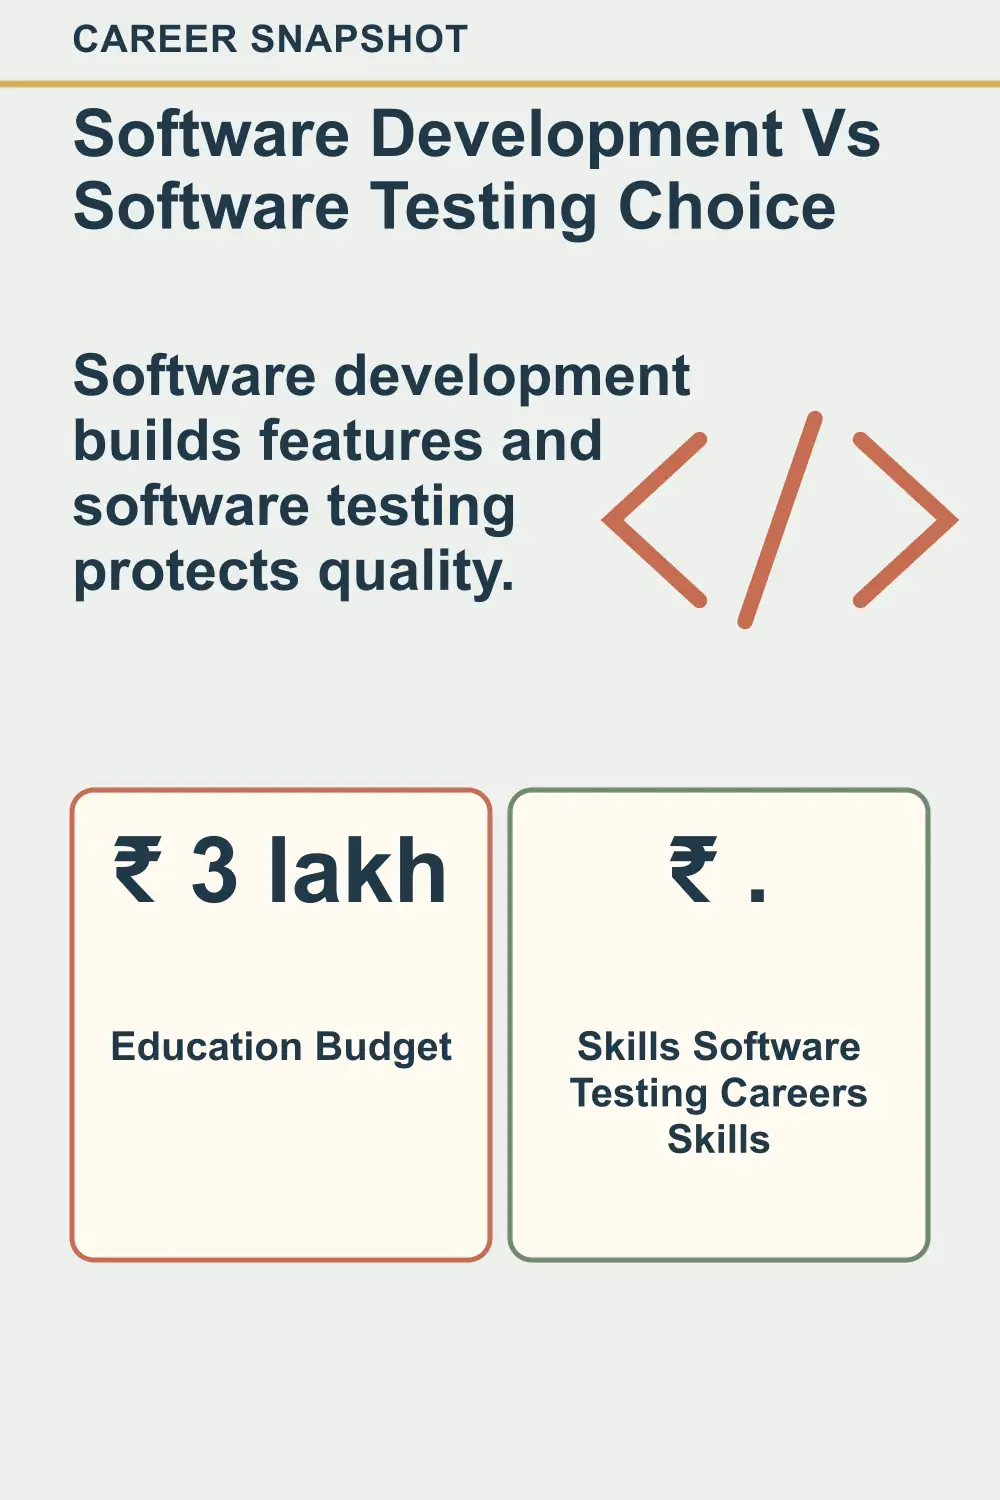 CAREER SNAPSHOT
Software Development Vs
Software Testing Choice
Software development
builds features and
software testing
protects quality.
</>
₹ 3 lakh
Education Budget
₹ .
Skills Software
Testing Careers
Skills